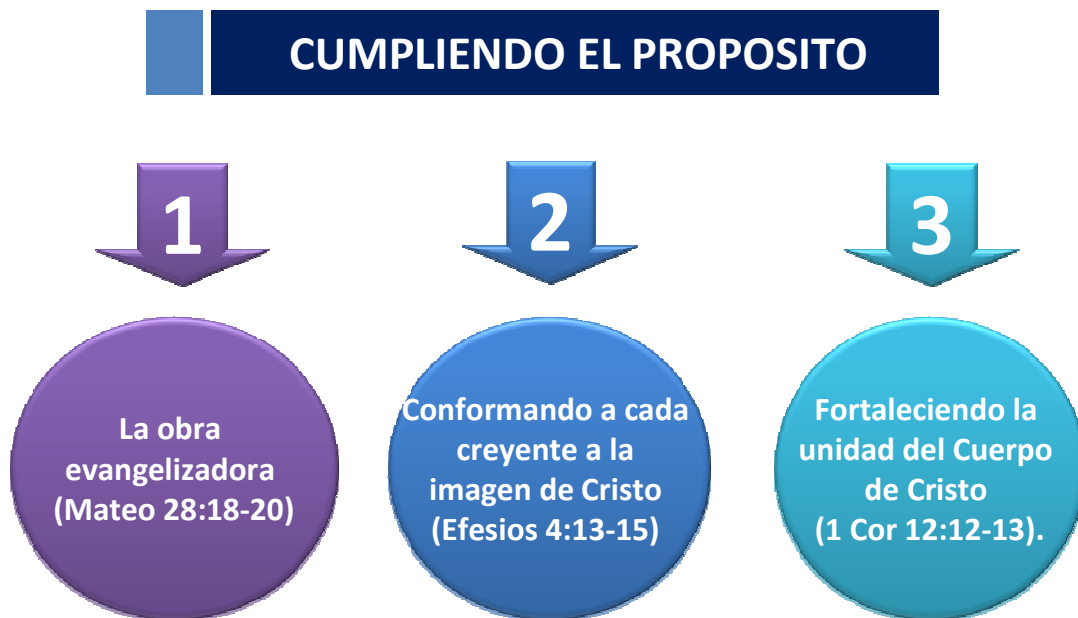 CUMPLIENDO EL PROPOSITO
1
La obra
evangelizadora
(Mateo 28:18-20)
2
Conformando a cada
creyente a la
imagen de Cristo
(Efesios 4:13-15)
3
Fortaleciendo la
unidad del Cuerpo
de Cristo
(1 Cor 12:12-13).